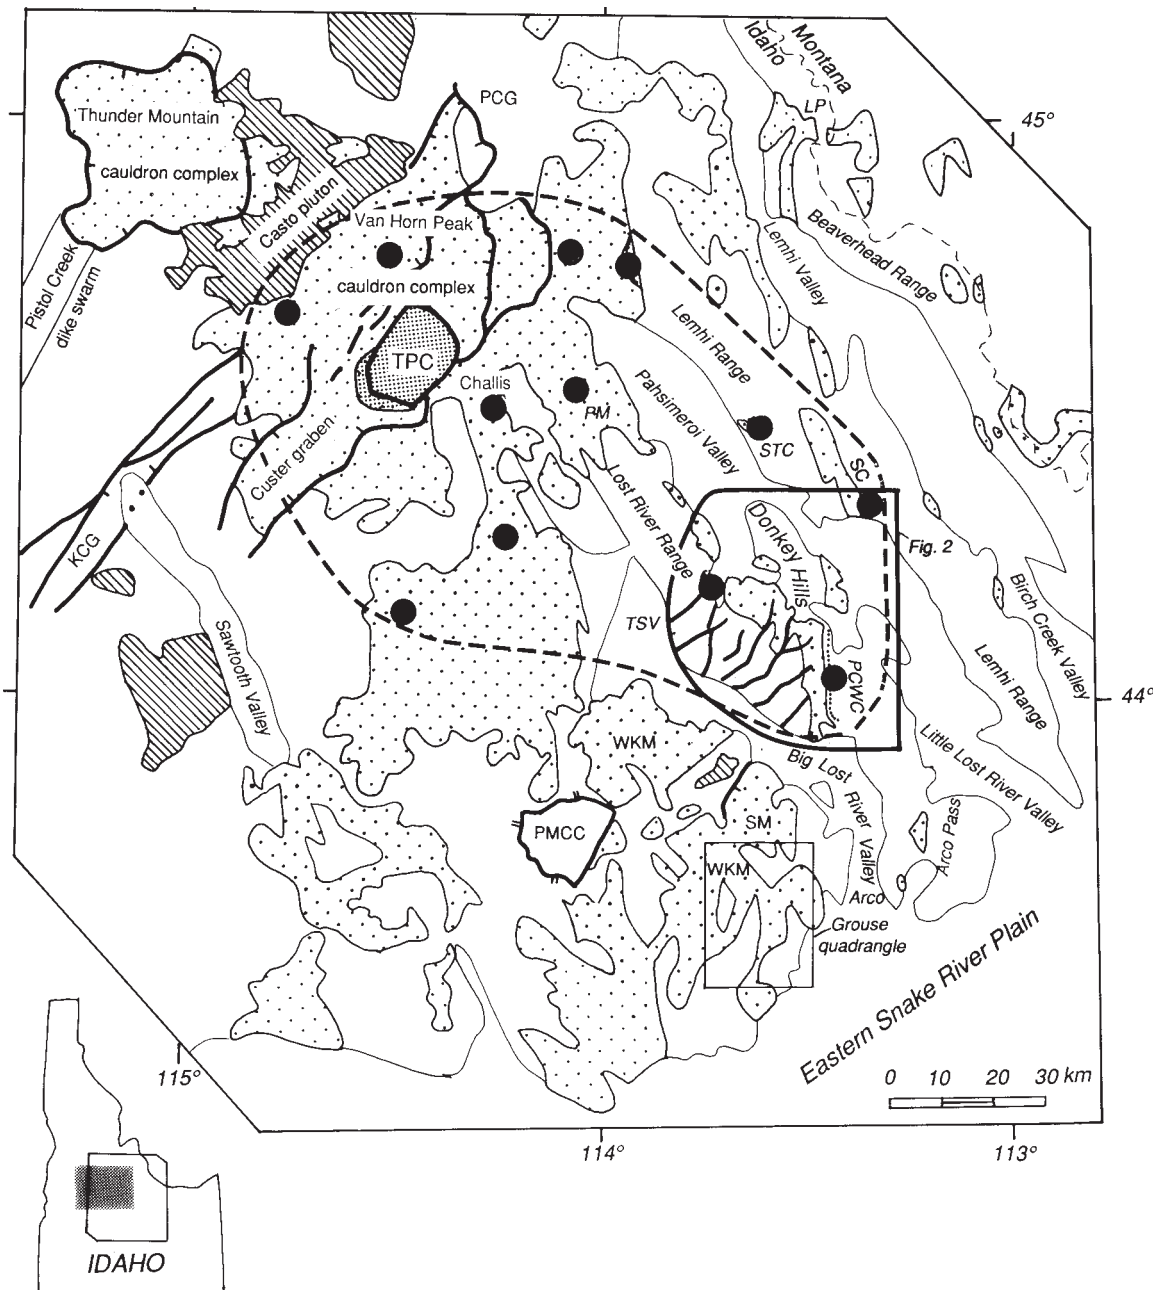 Montana
Idaho
PCG
LP
45°
Thunder Mountain
cauldron complex
Casto pluton
Van Horn Peak
cauldron complex
Beaverhead Range
Lemhi Valley
Pistol Creek
dike swarm
TPC
Lemhi Range
Challis
Pahsimeroi Valley
RM
STC
SC
Custer graben
Lost River Range
Donkey Hills
Fig. 2
KCG
TSV
Birch Creek Valley
Sawtooth Valley
PCWC
Lemhi Range
44°
WKM
Big Lost
River Valley
Little Lost River Valley
PMCC
SM
Arco Pass
WKM
Arco
Grouse
quadrangle
Eastern Snake River Plain
115°
0 10 20 30 km
114°
113°
IDAHO